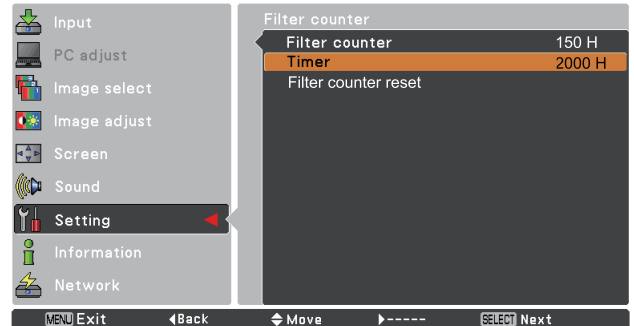 Input
PC adjust
Image select
Image adjust
Screen
Sound
Setting
Information
Network
Filter counter
Filter counter 150 H
Timer 2000 H
Filter counter reset
MENU Exit ◀Back Move ▶----- SELECT Next